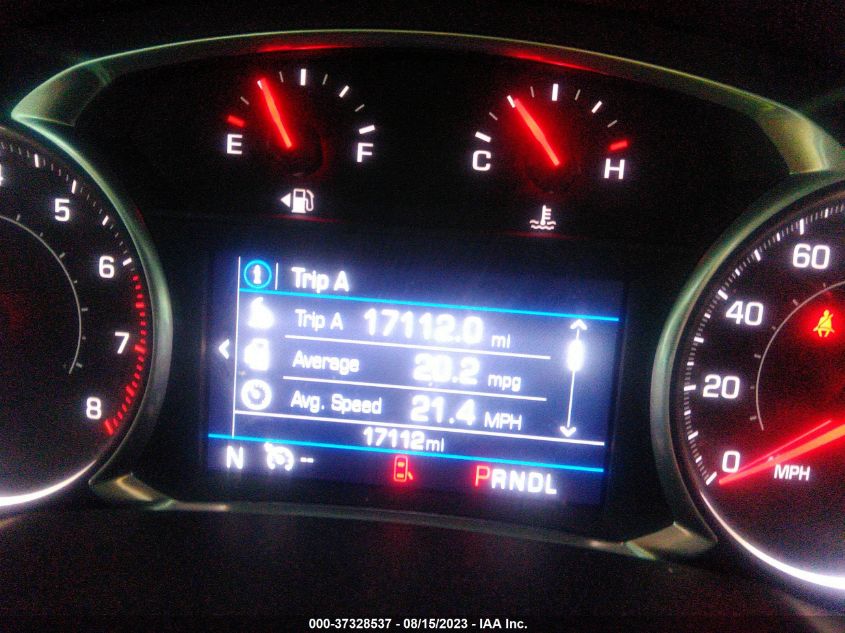 E F
C H
4
5
6
7
8
Trip A
Trip A 17112.0 mi
Average 20.2 mpg
Avg. Speed 21.4 MPH
17112 mi
N -- PRNDL
60
40
20
0
MPH
000-37328537 - 08/15/2023 - IAA Inc.